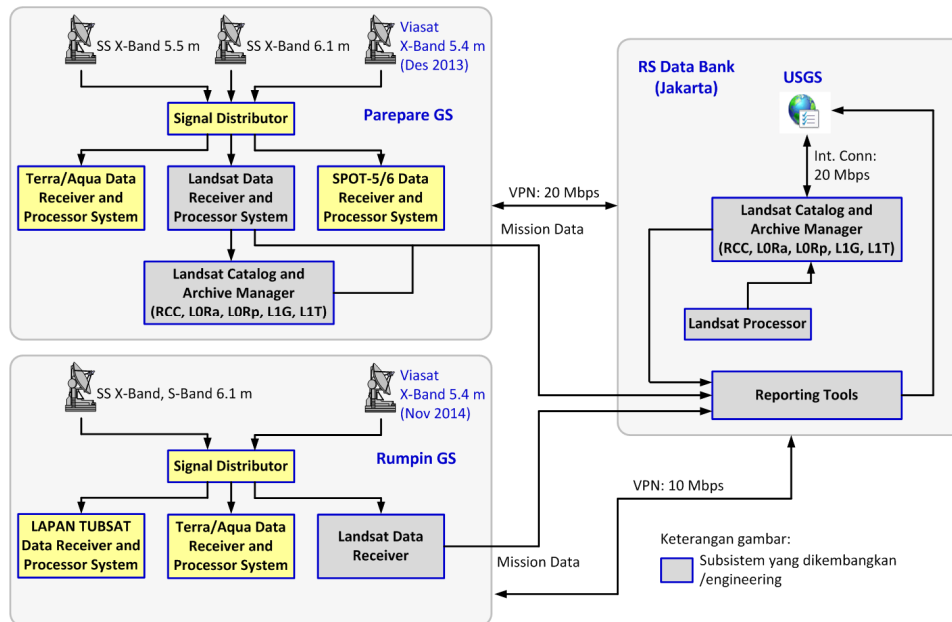 SS X-Band 5.5 m
SS X-Band 6.1 m
Viasat
X-Band 5.4 m
(Des 2013)
Signal Distributor
Parepare GS
Terra/Aqua Data
Receiver and
Processor System
Landsat Data
Receiver and
Processor System
SPOT-5/6 Data
Receiver and
Processor System
Landsat Catalog and
Archive Manager
(RCC, L0Ra, L0Rp, L1G, L1T)
VPN: 20 Mbps
Mission Data
RS Data Bank
(Jakarta)
USGS
Int. Conn:
20 Mbps
Landsat Catalog and
Archive Manager
(RCC, L0Ra, L0Rp, L1G, L1T)
Landsat Processor
Reporting Tools
SS X-Band, S-Band 6.1 m
Viasat
X-Band 5.4 m
(Nov 2014)
Signal Distributor
Rumpin GS
LAPAN TUBSAT
Data Receiver and
Processor System
Terra/Aqua Data
Receiver and
Processor System
Landsat Data
Receiver
Mission Data
VPN: 10 Mbps
Keterangan gambar:
Subsistem yang dikembangkan
/engineering